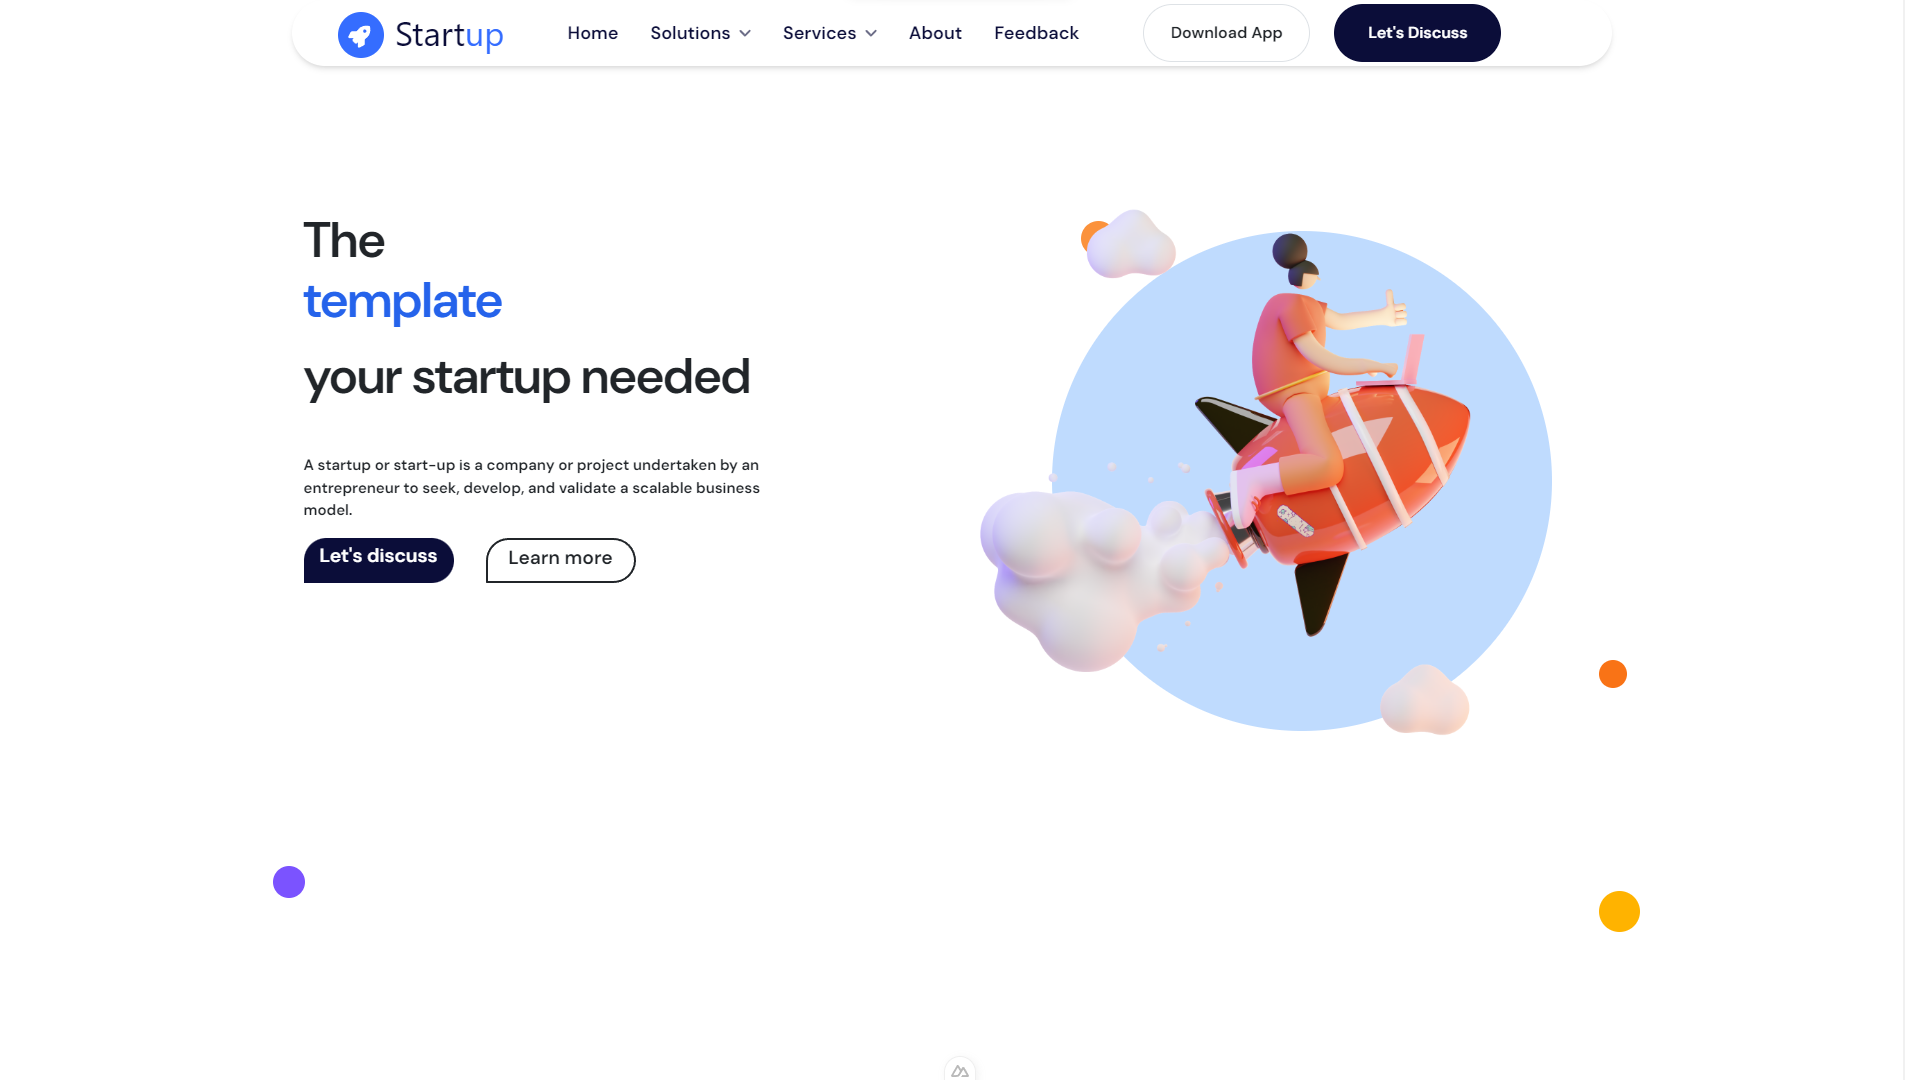 Startup
Home
Solutions
Services
About
Feedback
Download App
Let's Discuss
The
template
your startup needed
A startup or start-up is a company or project undertaken by an
entrepreneur to seek, develop, and validate a scalable business
model.
Let's discuss
Learn more